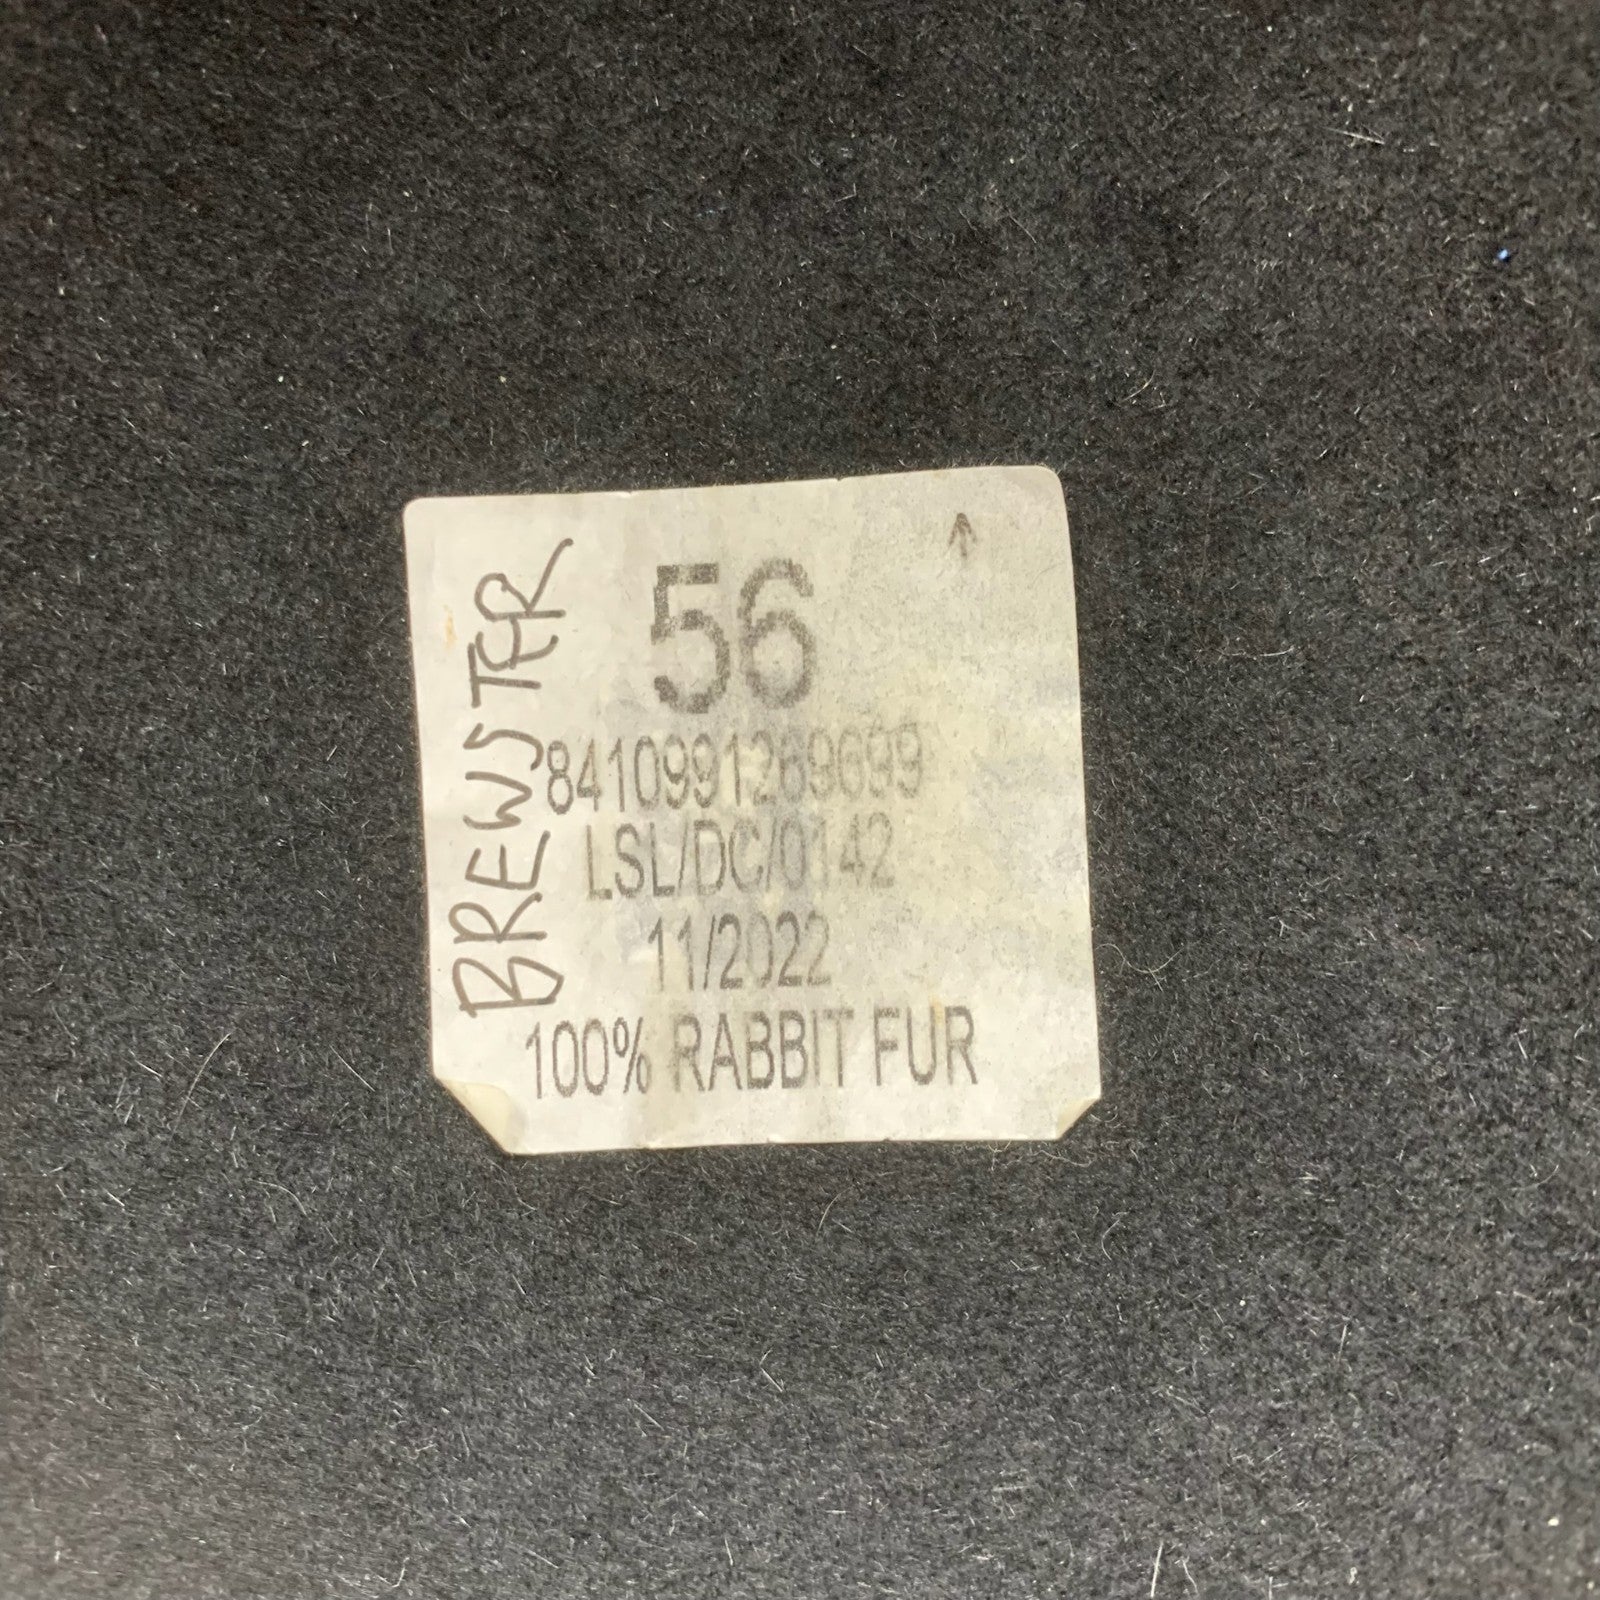 BREWSTER
56
8410991269699
LSL/DC/0142
11/2022
100% RABBIT FUR